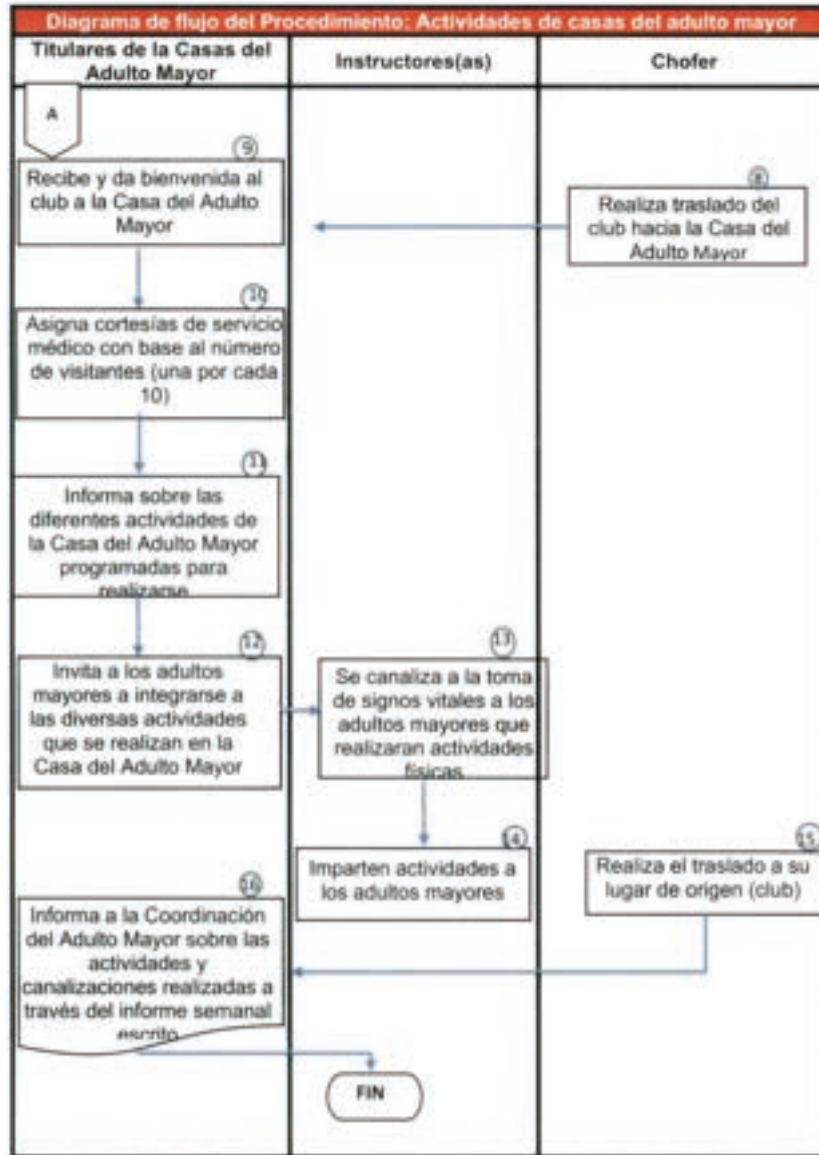 Diagrama de flujo del Procedimiento: Actividades de casas del adulto mayor
Titulares de la Casas del
Adulto Mayor
Instructores(as)
Chofer
A
8
Realiza traslado del
club hacia la Casa del
Adulto Mayor
9
Recibe y da bienvenida al
club a la Casa del Adulto
Mayor
10
Asigna cortesías de servicio
médico con base al número
de visitantes (una por cada
10)
11
Informa sobre las
diferentes actividades de
la Casa del Adulto Mayor
programadas para
realizarse
12
Invita a los adultos
mayores a integrarse a
las diversas actividades
que se realizan en la
Casa del Adulto Mayor
13
Se canaliza a la toma
de signos vitales a los
adultos mayores que
realizaran actividades
físicas
14
Imparten actividades a
los adultos mayores
15
Realiza el traslado a su
lugar de origen (club)
16
Informa a la Coordinación
del Adulto Mayor sobre las
actividades y
canalizaciones realizadas a
través del informe semanal
escrito
FIN